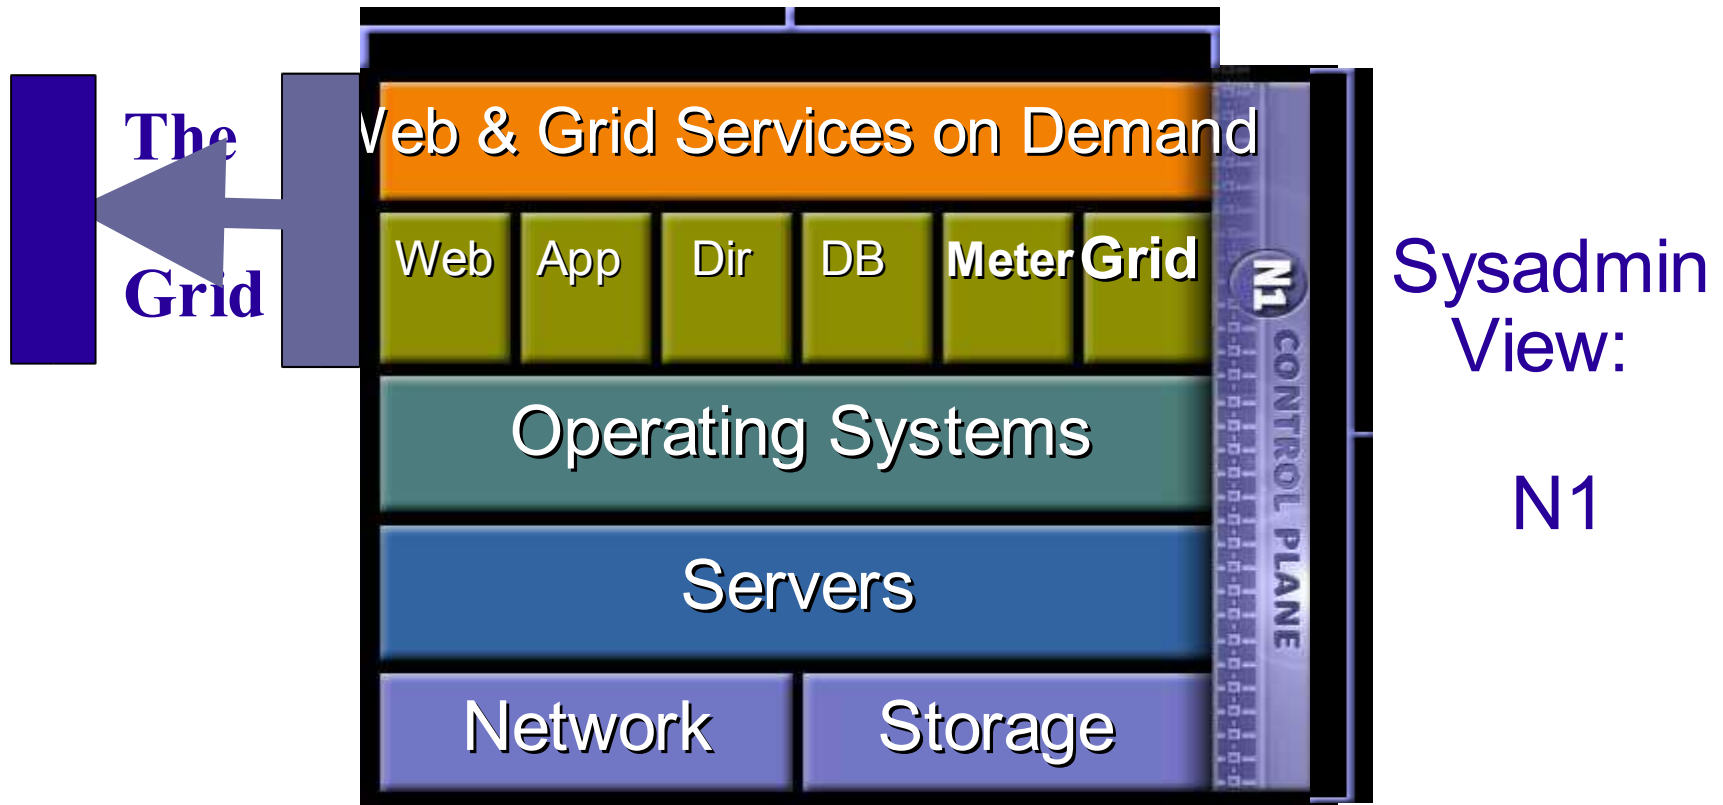 The
Grid
Web & Grid Services on Demand
Web App Dir DB Meter Grid
Operating Systems
Servers
Network Storage
N1 CONTROL PLANE
Sysadmin
View:
N1